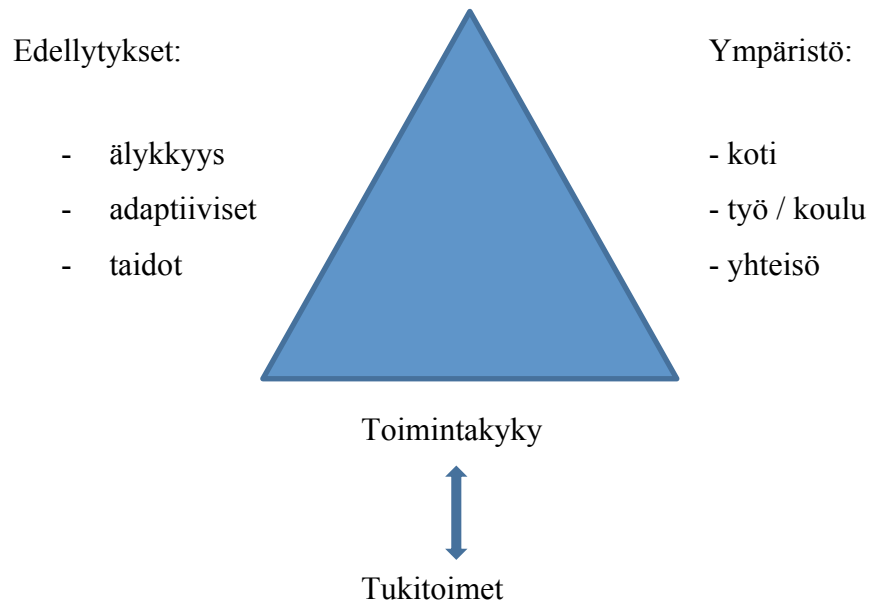 Edellytykset:
- älykkyys
- adaptiiviset
- taidot
Ympäristö:
- koti
- työ / koulu
- yhteisö
Toimintakyky
Tukitoimet